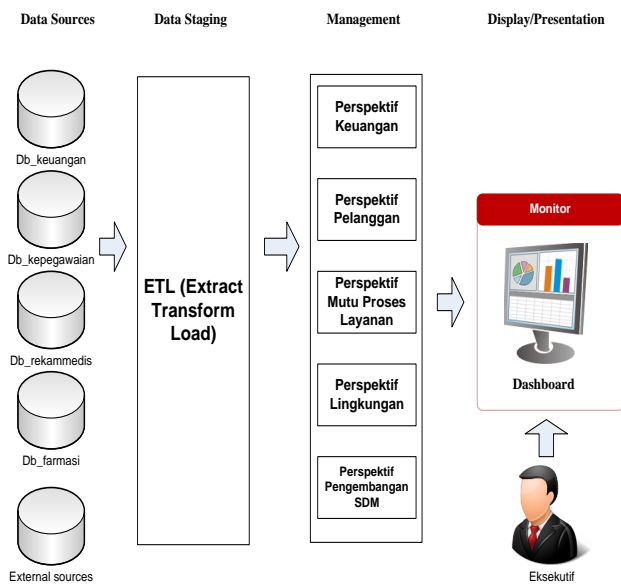 Data Sources
Data Staging
Management
Display/Presentation
Db_keuangan
Db_kepegawaian
Db_rekammedis
Db_farmasi
External sources
ETL (Extract
Transform
Load)
Perspektif
Keuangan
Perspektif
Pelanggan
Perspektif
Mutu Proses
Layanan
Perspektif
Lingkungan
Perspektif
Pengembangan
SDM
Monitor
Dashboard
Eksekutif